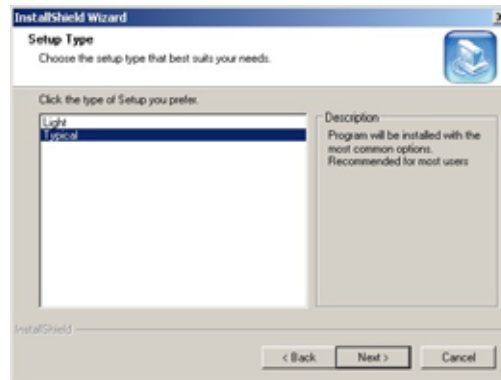 InstallShield Wizard
Setup Type
Choose the setup type that best suits your needs.
Click the type of Setup you prefer.
Light
Typical
Description
Program will be installed with the
most common options.
Recommended for most users
InstallShield
< Back
Next >
Cancel